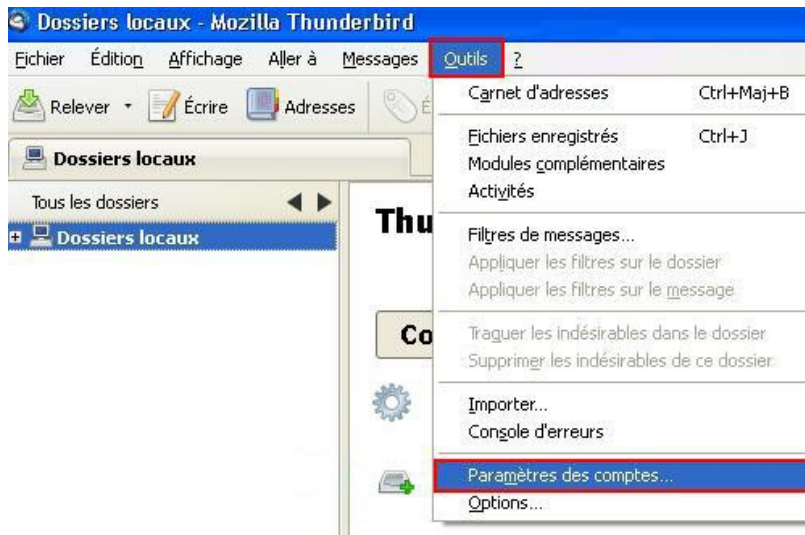 Dossiers locaux - Mozilla Thunderbird
Fichier Édition Affichage Aller à Messages Outils ?
Relever Écrire Adresses É
Dossiers locaux
Tous les dossiers
Dossiers locaux
Thu
Co
Carnet d'adresses Ctrl+Maj+B
Fichiers enregistrés Ctrl+J
Modules complémentaires
Activités
Filtres de messages...
Appliquer les filtres sur le dossier
Appliquer les filtres sur le message
Traquer les indésirables dans le dossier
Supprimer les indésirables de ce dossier
Importer...
Console d'erreurs
Paramètres des comptes...
Options...